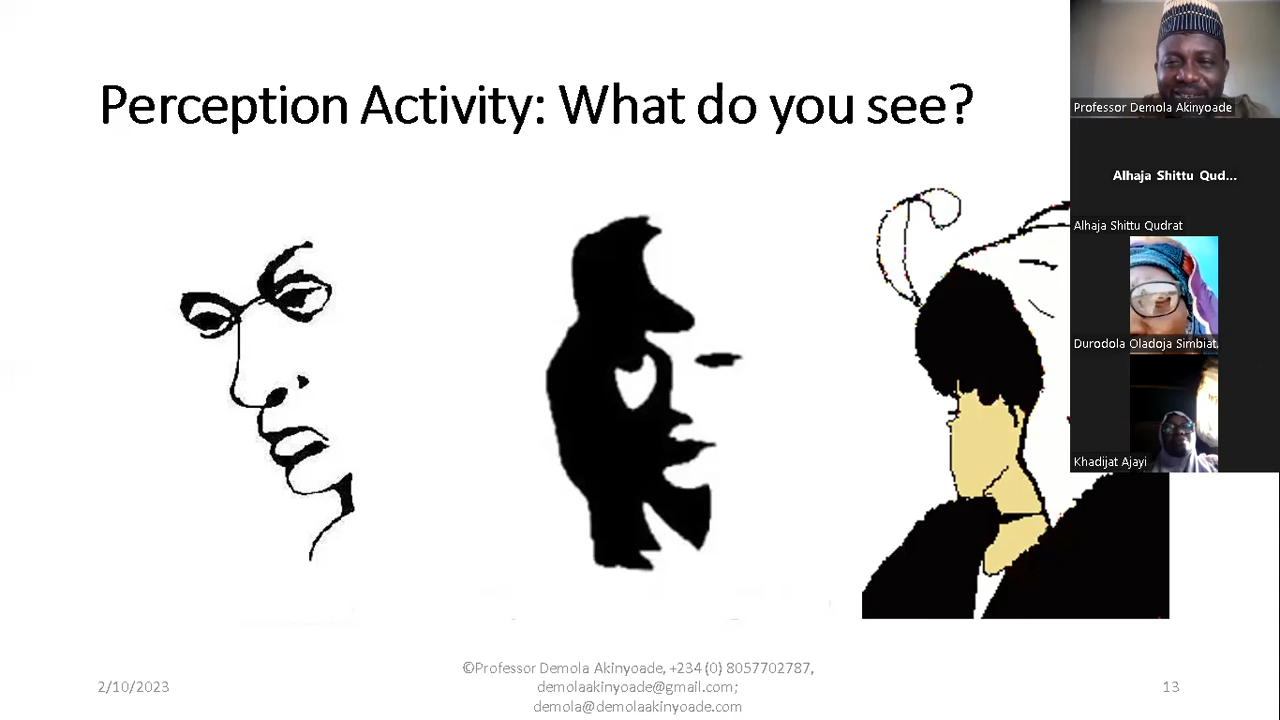 Perception Activity: What do you see?
Professor Demola Akinyoade
Alhaja Shittu Qud...
Alhaja Shittu Qudrat
Durodola Oladoja Simbiat
Khadijat Ajayi
2/10/2023
©Professor Demola Akinyoade, +234 (0) 8057702787,
demolaakinyoade@gmail.com;
demola@demolaakinyoade.com
13